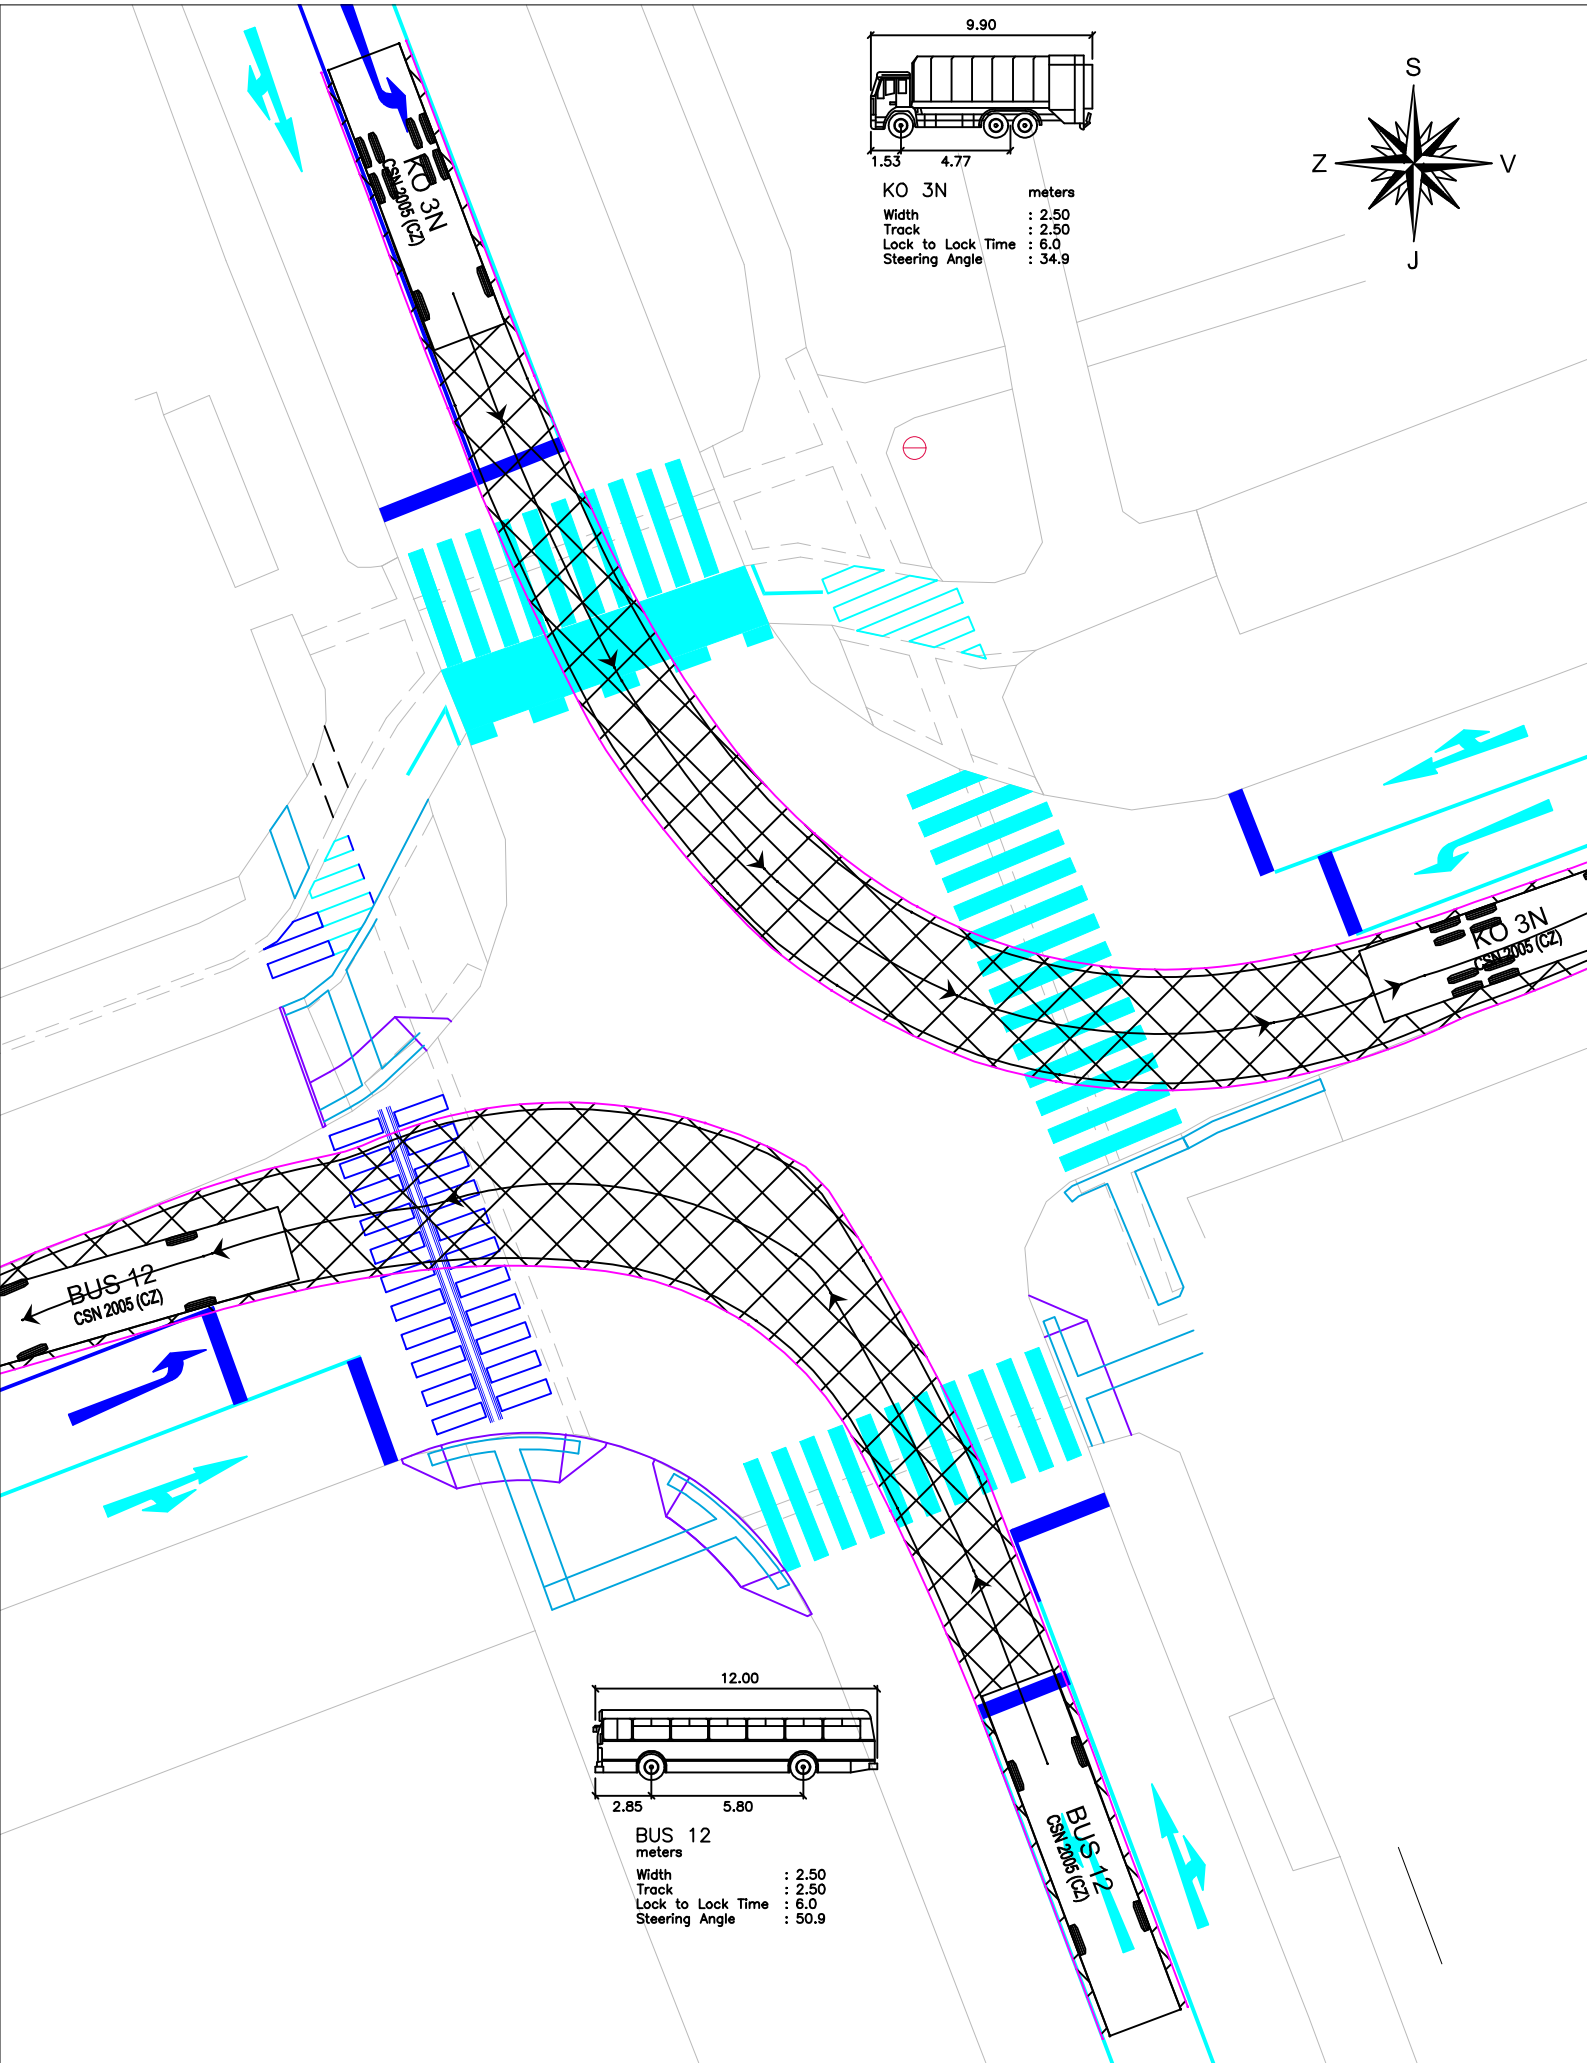 9.90
1.53 4.77
KO 3N meters
Width : 2.50
Track : 2.50
Lock to Lock Time : 6.0
Steering Angle : 34.9
S
Z V
J
KO 3N
CSN 2005 (CZ)
KO 3N
CSN 2005 (CZ)
BUS 12
CSN 2005 (CZ)
12.00
2.85 5.80
BUS 12
meters
Width : 2.50
Track : 2.50
Lock to Lock Time : 6.0
Steering Angle : 50.9
BUS 12
CSN 2005 (CZ)